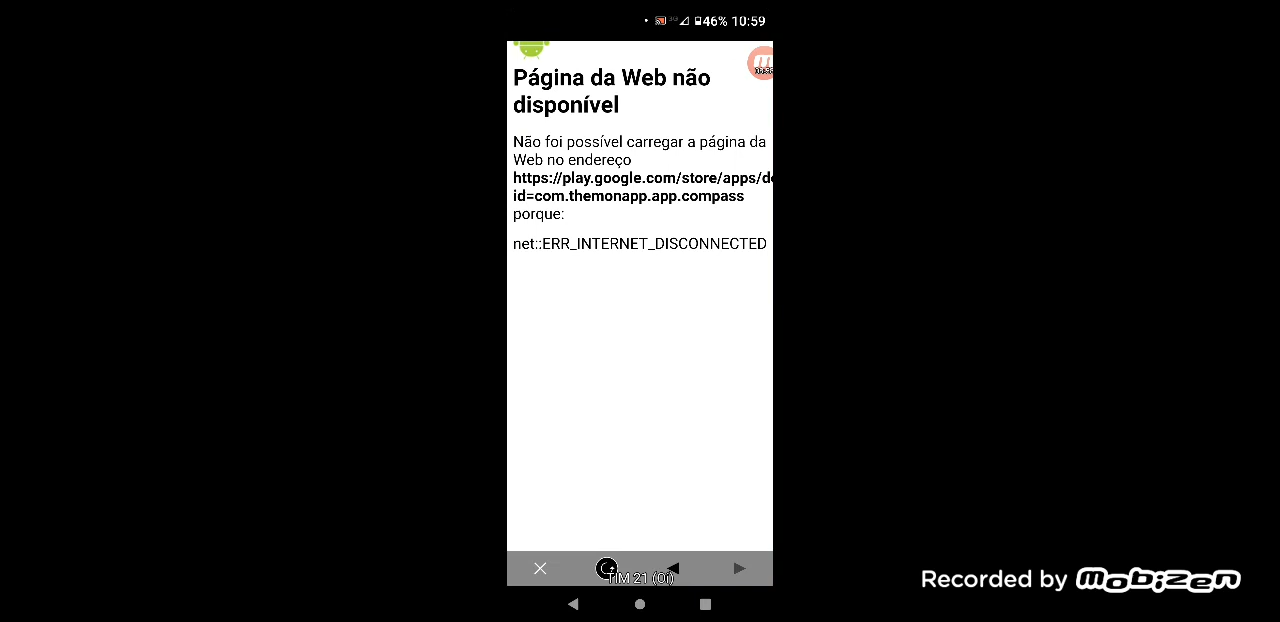 46% 10:59
Página da Web não
disponível
Não foi possível carregar a página da
Web no endereço
https://play.google.com/store/apps/de
id=com.themonapp.app.compass
porque:
net::ERR_INTERNET_DISCONNECTED
TIM 21 (Oi)
Recorded by mobizen